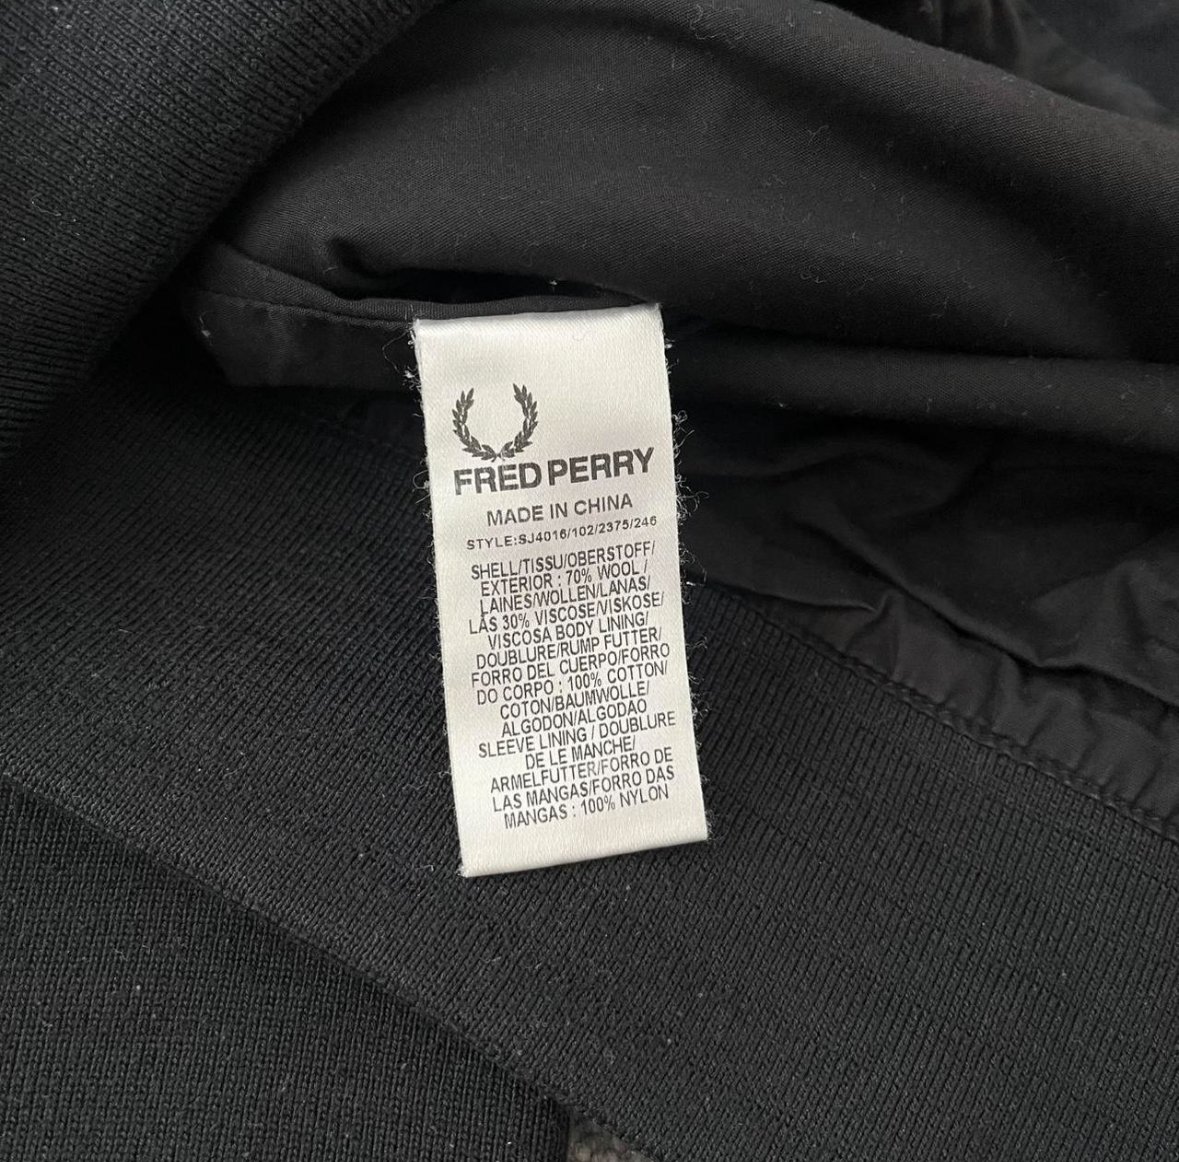 FRED PERRY
MADE IN CHINA
STYLE:SJ4016/102/2375/246
SHELL/TISSU/OBERSTOFF/
EXTERIOR : 70% WOOL /
LAINES/WOLLEN/LANAS/
LÃS 30% VISCOSE/VISKOSE/
VISCOSA BODY LINING/
DOUBLURE/RUMP FUTTER/
FORRO DEL CUERPO/FORRO
DO CORPO : 100% COTTON/
COTON/BAUMWOLLE/
ALGODON/ALGODAO
SLEEVE LINING / DOUBLURE
DE LE MANCHE/
ARMELFUTTER/FORRO DE
LAS MANGAS/FORRO DAS
MANGAS : 100% NYLON